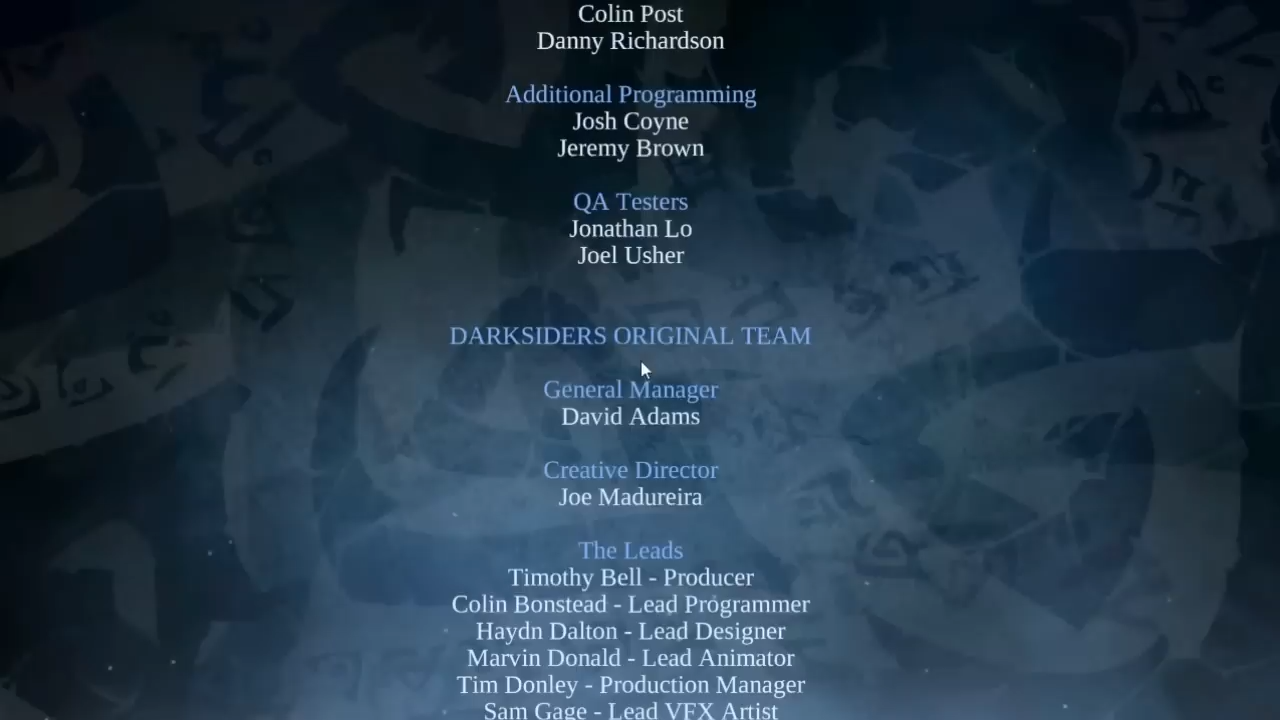 Colin Post
Danny Richardson
Additional Programming
Josh Coyne
Jeremy Brown
QA Testers
Jonathan Lo
Joel Usher
DARKSIDERS ORIGINAL TEAM
General Manager
David Adams
Creative Director
Joe Madureira
The Leads
Timothy Bell - Producer
Colin Bonstead - Lead Programmer
Haydn Dalton - Lead Designer
Marvin Donald - Lead Animator
Tim Donley - Production Manager
Sam Gage - Lead VFX Artist